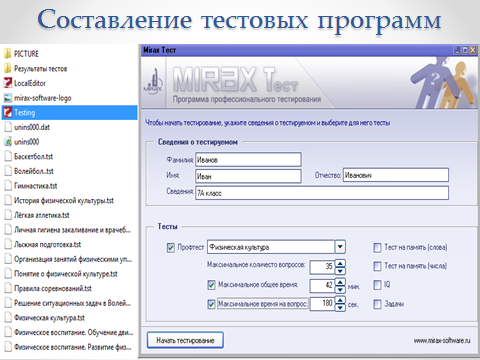 Составление тестовых программ
PICTURE
Результаты тестов
LocalEditor
mirax-software-logo
Testing
unins000.dat
unins000
Баскетбол.tst
Волейбол..tst
Гимнастика.tst
История физической культуры.tst
Лёгкая атлетика.tst
Личная гигиена закаливание и врачеб...
Лыжная подготовка.tst
Организация занятий физическими уп...
Понятие о физической культуре.tst
Правила соревнований.tst
Решение ситуационных задач в Волей...
Физическая культура.tst
Физическое воспитание. Обучение дви...
Физическое воспитание. Развитие физи...
Mirax Тест
MIRAX
MIRAX Тест
Программа профессионального тестирования
Чтобы начать тестирование, укажите сведения о тестируемом и выберите для него тесты
Сведения о тестируемом
Фамилия: Иванов
Имя: Иван Отчество: Иванович
Сведения: 7А класс
Тесты
Профтест Физическая культура Тест на память (слова)
Максимальное количесто вопросов: 35 Тест на память (числа)
Максимальное общее время: 42 мин. IQ
Максимальное время на вопрос: 180 сек. Задачи
Начать тестирование www.mirax-software.ru